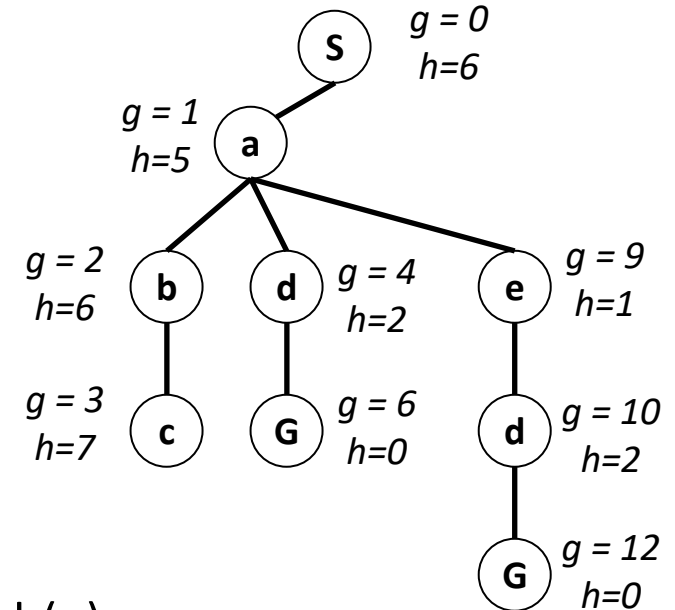 S
g = 0
h=6
g = 1
h=5
a
g = 2
h=6
b
d
g = 4
h=2
e
g = 9
h=1
g = 3
h=7
c
G
g = 6
h=0
d
g = 10
h=2
G
g = 12
h=0